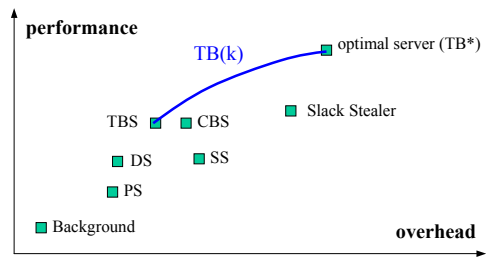 performance
optimal server (TB*)
TB(k)
Slack Stealer
TBS
CBS
DS
SS
PS
Background
overhead